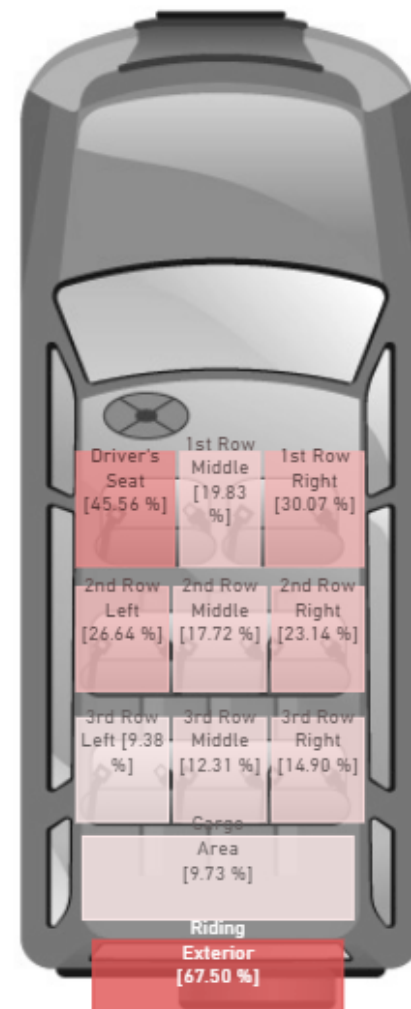 Driver's
Seat
[45.56 %]
1st Row
Middle
[19.83
%]
1st Row
Right
[30.07 %]
2nd Row
Left
[26.64 %]
2nd Row
Middle
[17.72 %]
2nd Row
Right
[23.14 %]
3rd Row
Left [9.38
%]
3rd Row
Middle
[12.31 %]
3rd Row
Right
[14.90 %]
Cargo
Area
[9.73 %]
Riding
Exterior
[67.50 %]